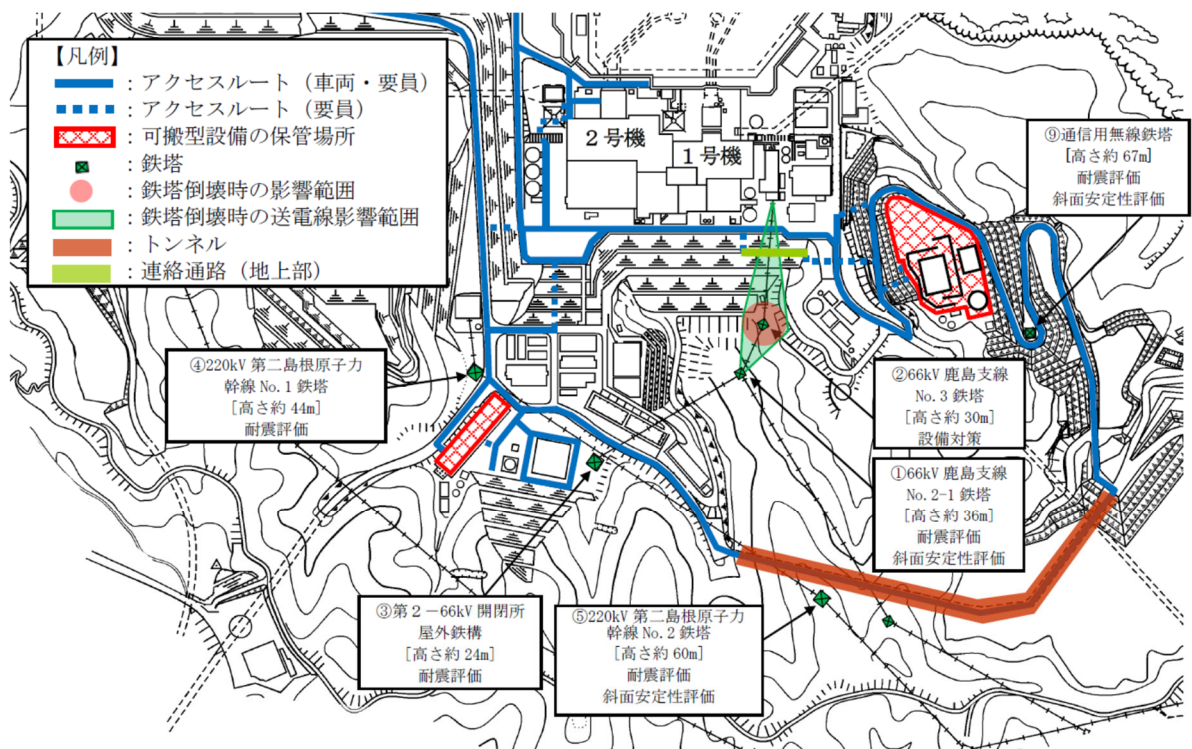 【凡例】
：アクセスルート（車両・要員）
：アクセスルート（要員）
：可搬型設備の保管場所
：鉄塔
：鉄塔倒壊時の影響範囲
：鉄塔倒壊時の送電線影響範囲
：トンネル
：連絡通路（地上部）
2号機
1号機
⑨通信用無線鉄塔
[高さ約 67m]
耐震評価
斜面安定性評価
④220kV 第二島根原子力
幹線 No.1 鉄塔
[高さ約 44m]
耐震評価
②66kV 鹿島支線
No.3 鉄塔
[高さ約 30m]
設備対策
①66kV 鹿島支線
No.2-1 鉄塔
[高さ約 36m]
耐震評価
斜面安定性評価
③第2－66kV 開閉所
屋外鉄構
[高さ約 24m]
耐震評価
⑤220kV 第二島根原子力
幹線 No.2 鉄塔
[高さ約 60m]
耐震評価
斜面安定性評価